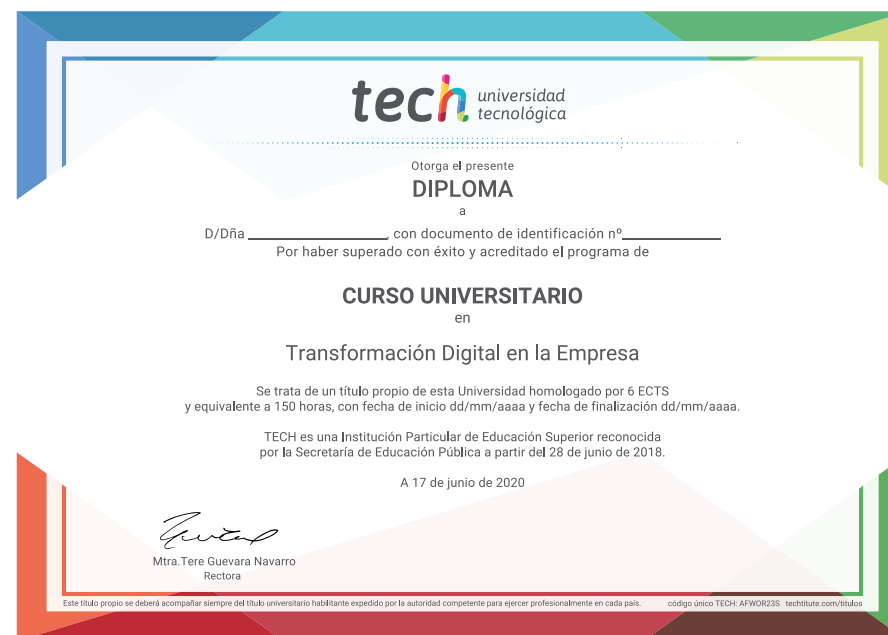 tech universidad
tecnológica
Otorga el presente
DIPLOMA
a
D/Dña ____________________, con documento de identificación nº______________
Por haber superado con éxito y acreditado el programa de
CURSO UNIVERSITARIO
en
Transformación Digital en la Empresa
Se trata de un título propio de esta Universidad homologado por 6 ECTS
y equivalente a 150 horas, con fecha de inicio dd/mm/aaaa y fecha de finalización dd/mm/aaaa.
TECH es una Institución Particular de Educación Superior reconocida
por la Secretaría de Educación Pública a partir del 28 de junio de 2018.
A 17 de junio de 2020
Mtra.Tere Guevara Navarro
Rectora
Este título propio se deberá acompañar siempre del título universitario habilitante expedido por la autoridad competente para ejercer profesionalmente en cada país. código único TECH: AFWOR23S techtitute.com/titulos